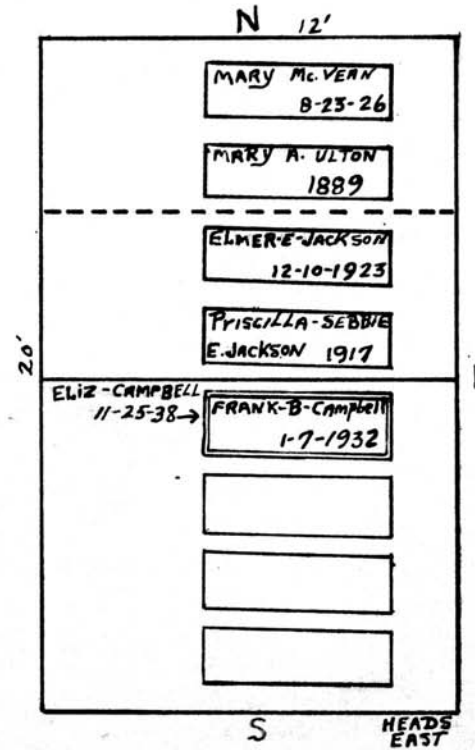 N 12'
MARY Mc. VEAN
8-23-26
MARY A. ULTON
1889
ELMER-E-JACKSON
12-10-1923
PRISCILLA-SEBBIE
E. JACKSON 1917
20'
ELIZ-CAMPBELL
11-25-38→
FRANK-B-Campbell
1-7-1932
S
HEADS
EAST